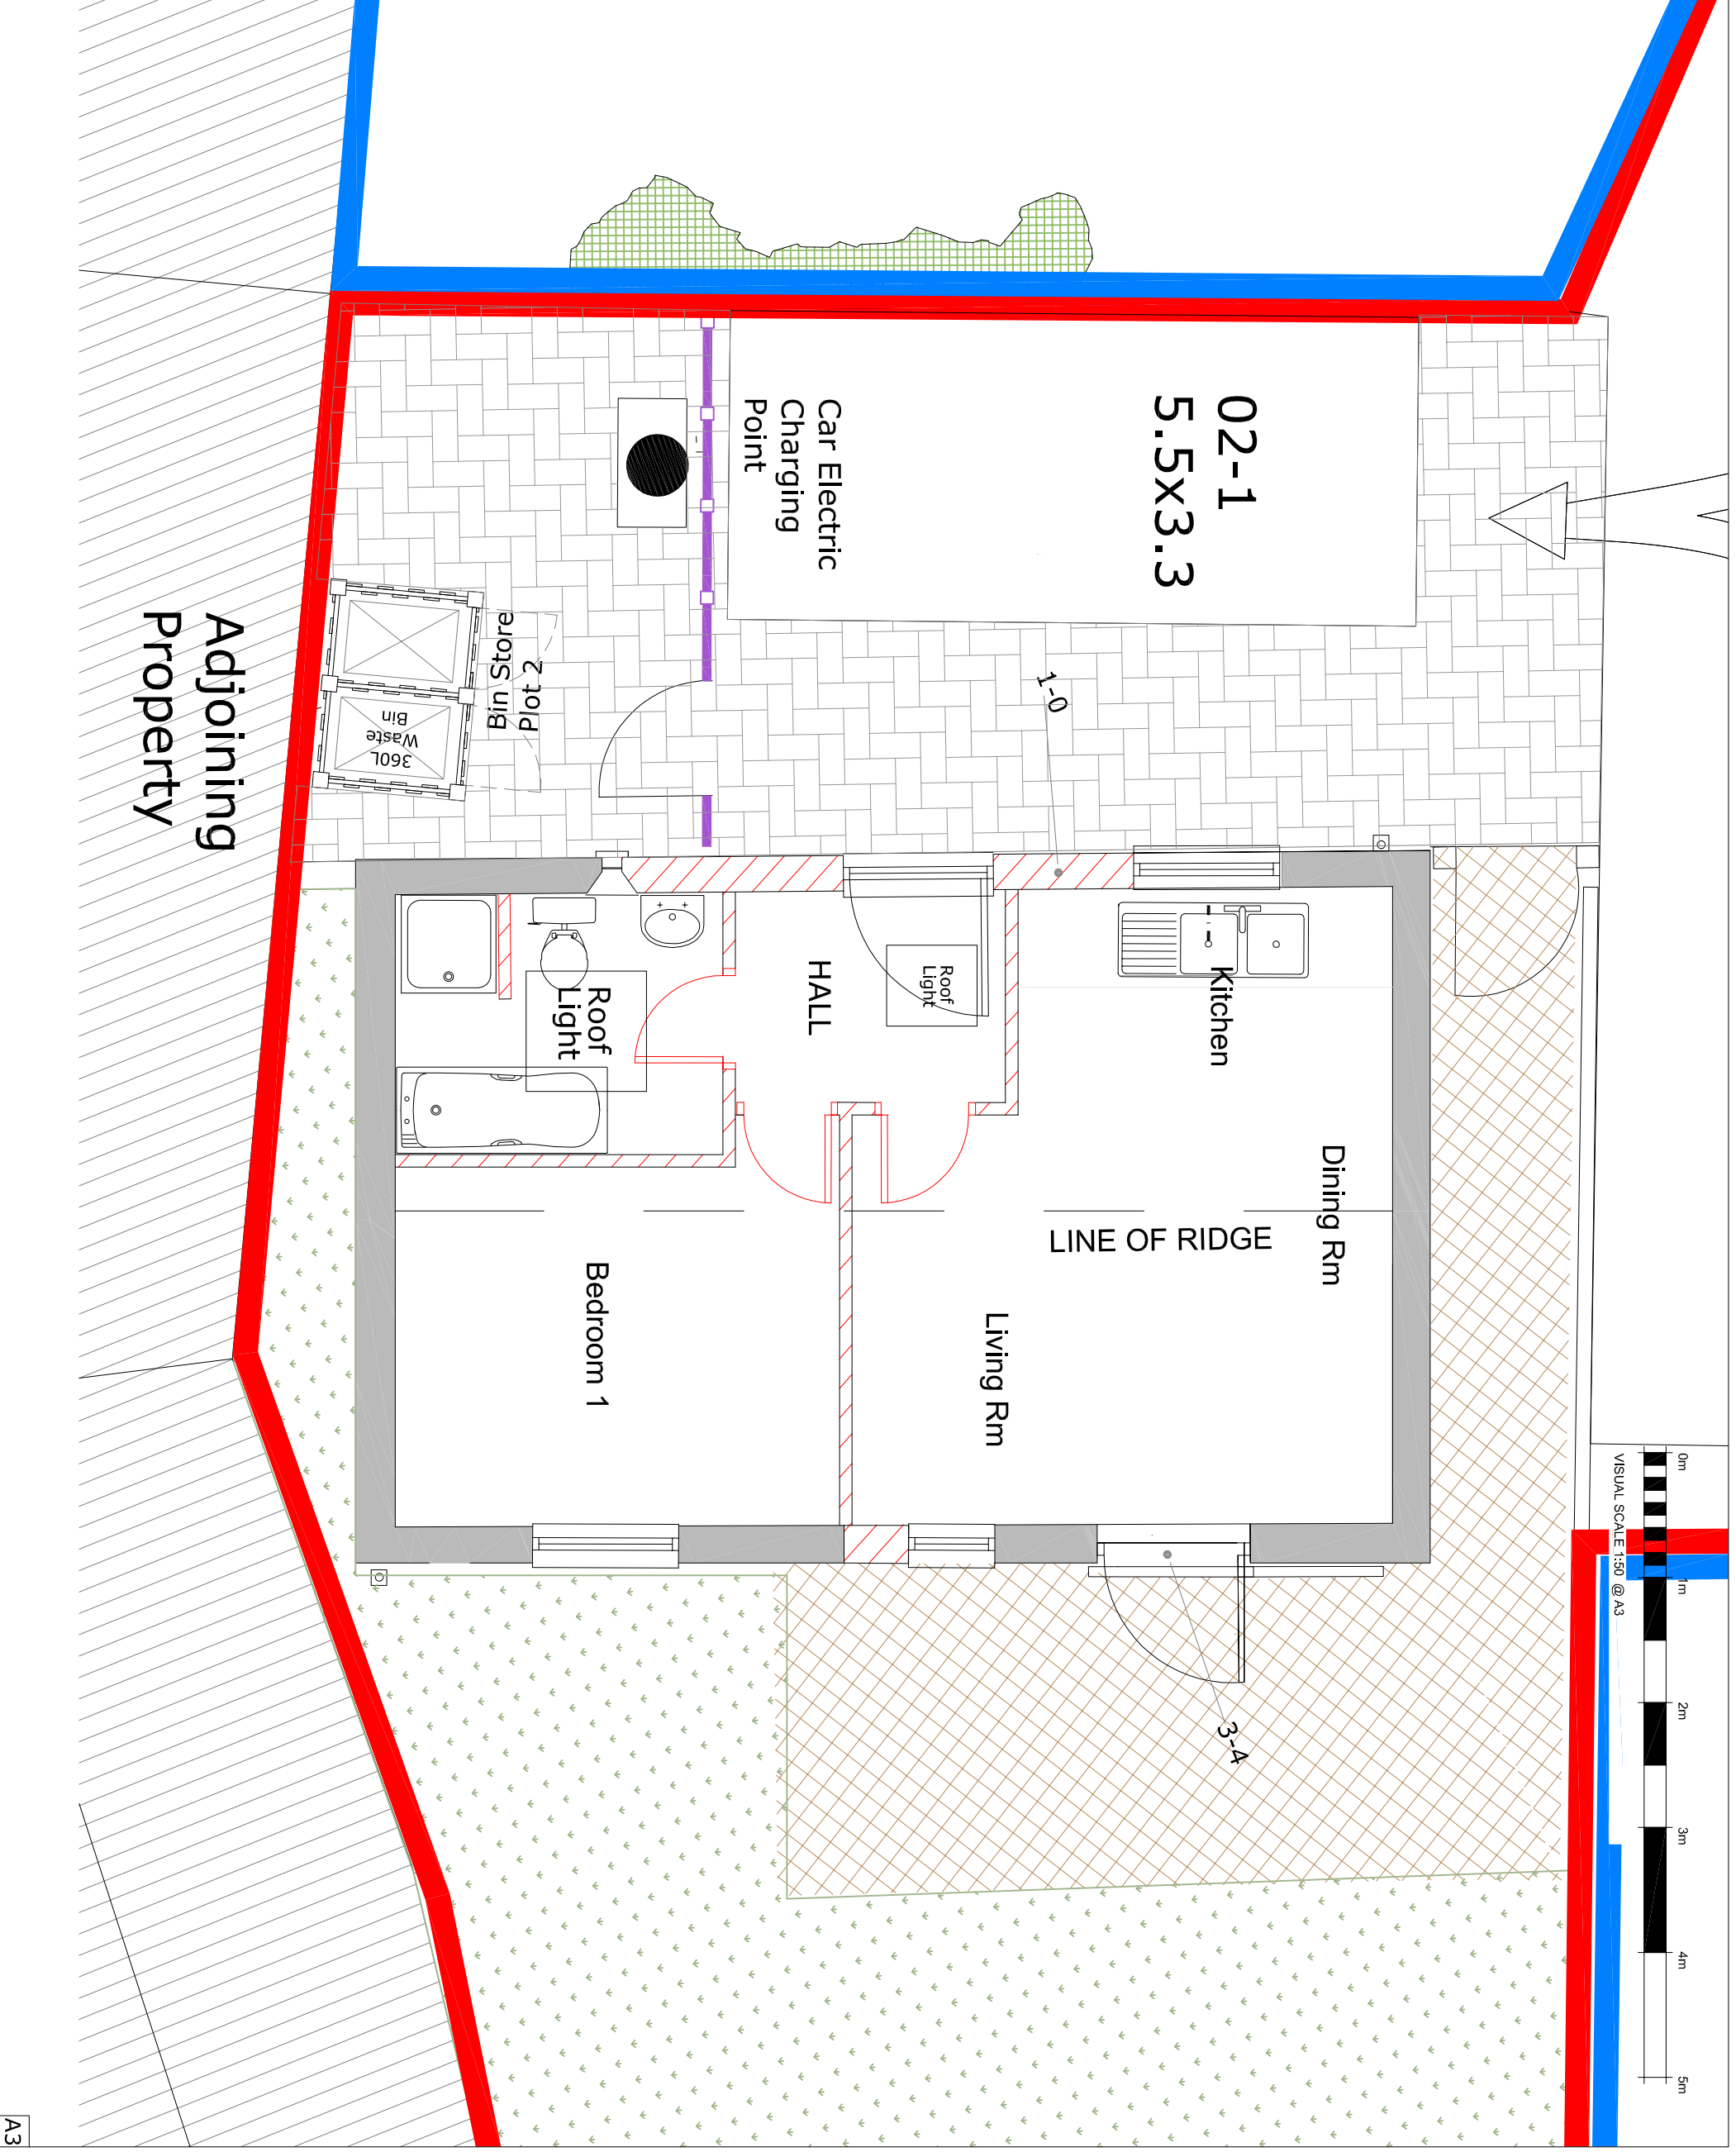 02-1
5.5x3.3
Car Electric
Charging
Point
1-0
Bin Store
Plot 2
360L
Waste
Bin
Adjoining
Property
Kitchen
Roof
Light
HALL
Roof
Light
Dining Rm
LINE OF RIDGE
Living Rm
Bedroom 1
3-4
0m
1m
2m
3m
4m
5m
VISUAL SCALE 1:50 @ A3
A3